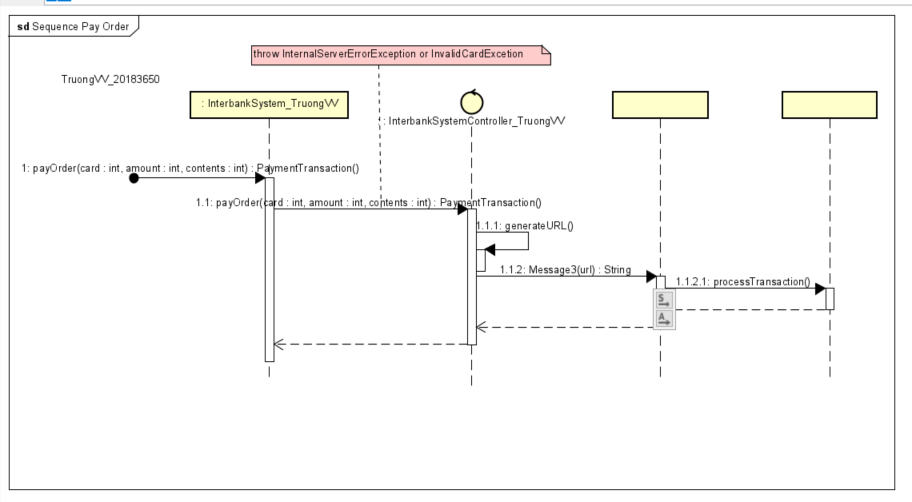 sd Sequence Pay Order
throw InternalServerErrorException or InvalidCardExcetion
TruongVV_20183650
: InterbankSystem_TruongVV
: InterbankSystemController_TruongVV
1: payOrder(card : int, amount : int, contents : int) : PaymentTransaction()
1.1: payOrder(card : int, amount : int, contents : int) : PaymentTransaction()
1.1.1: generateURL()
1.1.2: Message3(url) : String
1.1.2.1: processTransaction()
S
A